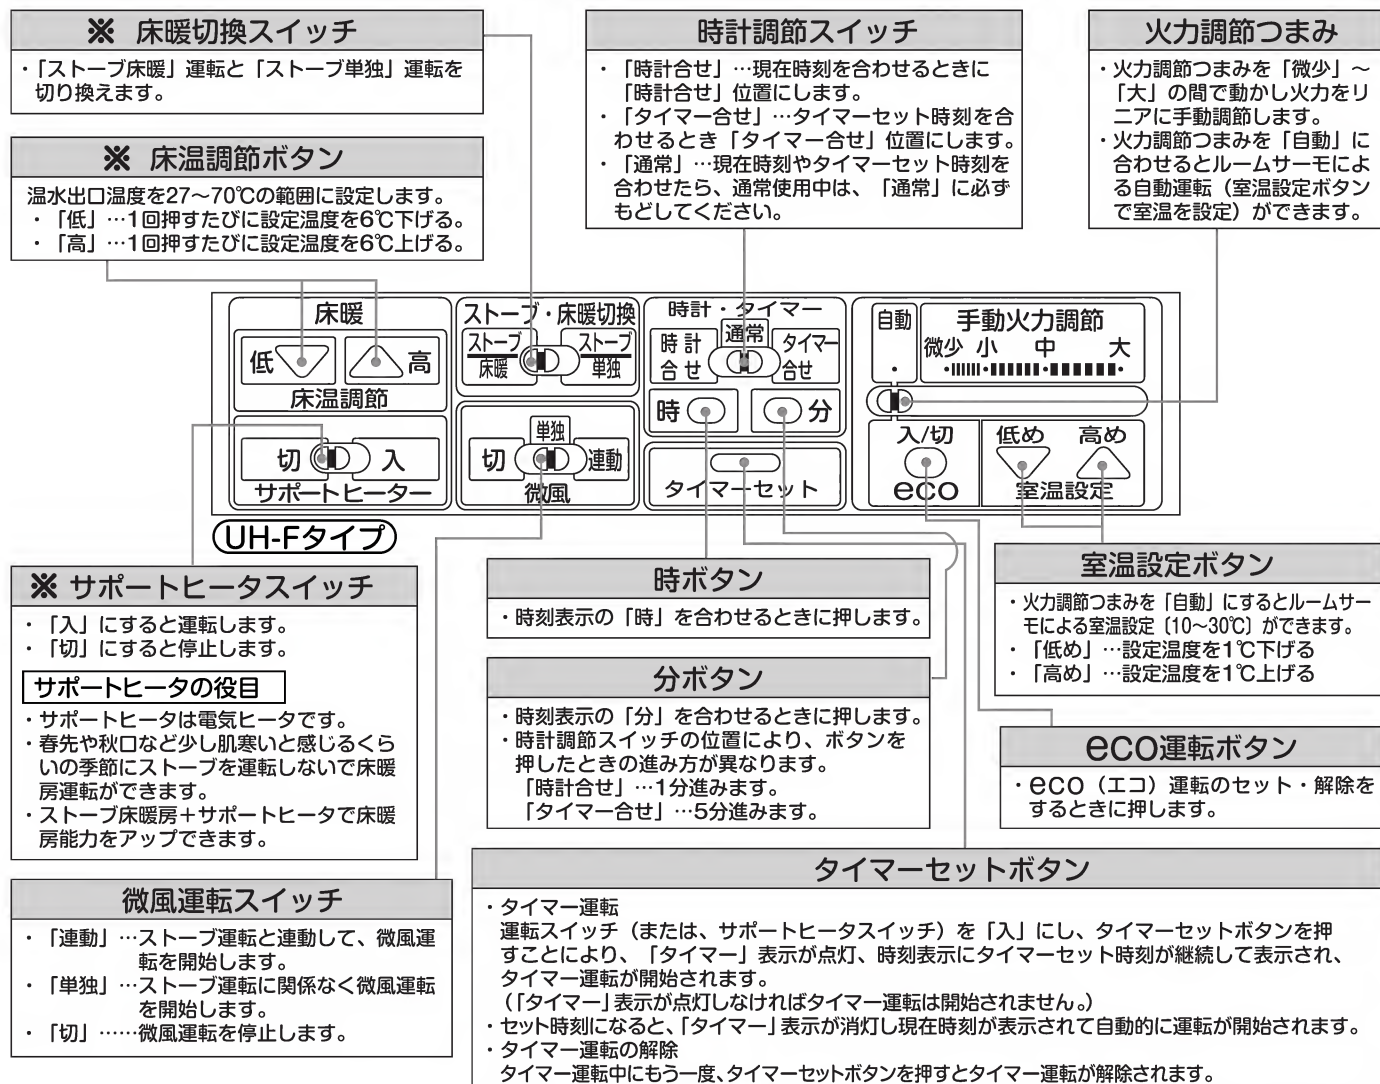 ※ 床暖切換スイッチ
・「ストーブ床暖」運転と「ストーブ単独」運転を
切り換えます。
※ 床温調節ボタン
温水出口温度を27～70℃の範囲に設定します。
・「低」…1回押すたびに設定温度を6℃下げる。
・「高」…1回押すたびに設定温度を6℃上げる。
時計調節スイッチ
・「時計合せ」…現在時刻を合わせるときに
「時計合せ」位置にします。
・「タイマー合せ」…タイマーセット時刻を合
わせるとき「タイマー合せ」位置にします。
・「通常」…現在時刻やタイマーセット時刻を
合わせたら、通常使用中は、「通常」に必ず
もどしてください。
火力調節つまみ
・火力調節つまみを「微少」～
「大」の間で動かし火力をリ
ニアに手動調節します。
・火力調節つまみを「自動」に
合わせるとルームサーモによ
る自動運転（室温設定ボタン
で室温を設定）ができます。
床暖
低
高
床温調節
切
入
サポートヒーター
ストーブ・床暖切換
ストーブ
床暖
ストーブ
単独
単独
切
連動
微風
時計・タイマー
時計
合せ
通常
タイマー
合せ
時
分
タイマーセット
自動
手動火力調節
微少 小 中 大
入/切
eco
低め 高め
室温設定
UH-Fタイプ
※ サポートヒータスイッチ
・「入」にすると運転します。
・「切」にすると停止します。
サポートヒータの役目
・サポートヒータは電気ヒータです。
・春先や秋口など少し肌寒いと感じるくら
いの季節にストーブを運転しないで床暖
房運転ができます。
・ストーブ床暖房＋サポートヒータで床暖
房能力をアップできます。
微風運転スイッチ
・「連動」…ストーブ運転と連動して、微風運
転を開始します。
・「単独」…ストーブ運転に関係なく微風運転
を開始します。
・「切」……微風運転を停止します。
時ボタン
・時刻表示の「時」を合わせるときに押します。
分ボタン
・時刻表示の「分」を合わせるときに押します。
・時計調節スイッチの位置により、ボタンを
押したときの進み方が異なります。
「時計合せ」…1分進みます。
「タイマー合せ」…5分進みます。
室温設定ボタン
・火力調節つまみを「自動」にするとルームサー
モによる室温設定〔10～30℃〕ができます。
・「低め」…設定温度を1℃下げる
・「高め」…設定温度を1℃上げる
eco運転ボタン
・eco（エコ）運転のセット・解除を
するときに押します。
タイマーセットボタン
・タイマー運転
運転スイッチ（または、サポートヒータスイッチ）を「入」にし、タイマーセットボタンを押
すことにより、「タイマー」表示が点灯、時刻表示にタイマーセット時刻が継続して表示され、
タイマー運転が開始されます。
（「タイマー」表示が点灯しなければタイマー運転は開始されません。）
・セット時刻になると、「タイマー」表示が消灯し現在時刻が表示されて自動的に運転が開始されます。
・タイマー運転の解除
タイマー運転中にもう一度、タイマーセットボタンを押すとタイマー運転が解除されます。